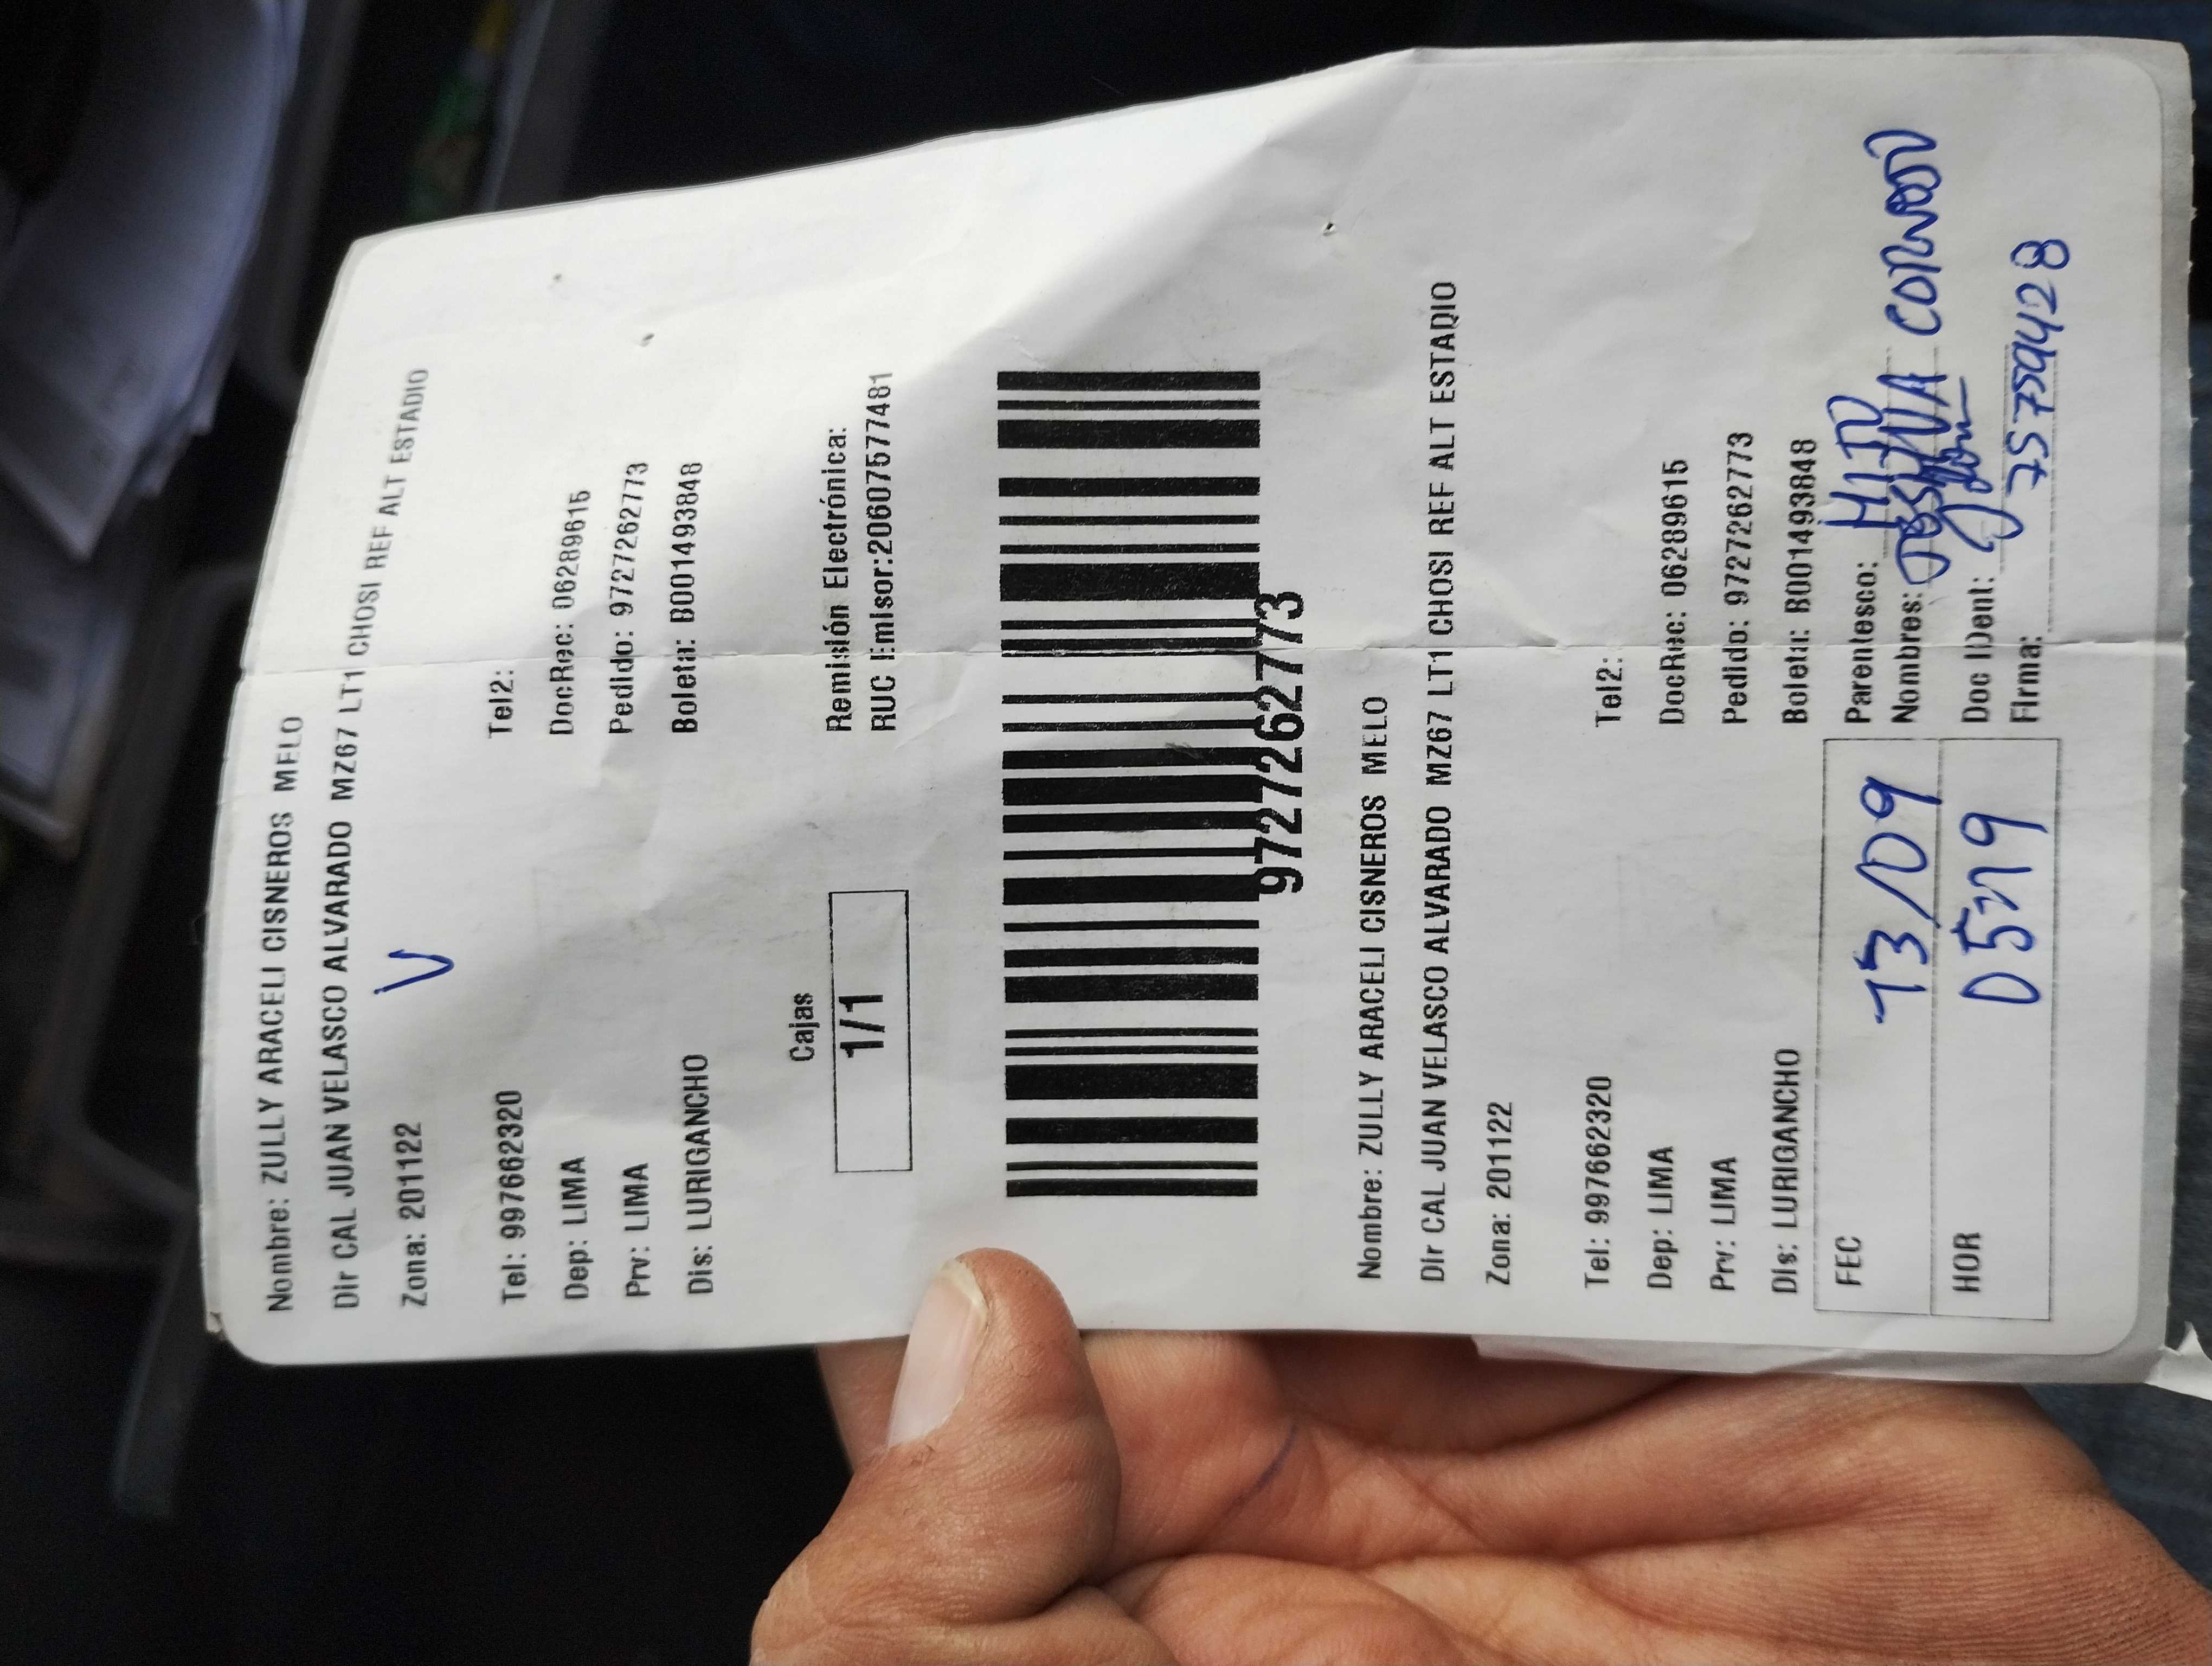 Nombre: ZULLY ARACELI CISNEROS MELO
Dir CAL JUAN VELASCO ALVARADO MZ67 LT1 CHOSI REF ALT ESTADIO
Zona: 201122
V
Tel: 997662320 Tel2:
Dep: LIMA DocRec: 06289615
Prv: LIMA Pedido: 9727262773
Dis: LURIGANCHO Boleta: B001493848
Cajas
1/1
Remisión Electrónica:
RUC Emisor:20607577481
9727262773
Nombre: ZULLY ARACELI CISNEROS MELO
Dir CAL JUAN VELASCO ALVARADO MZ67 LT1 CHOSI REF ALT ESTADIO
Zona: 201122
Tel: 997662320 Tel2:
Dep: LIMA DocRec: 06289615
Prv: LIMA Pedido: 9727262773
Dis: LURIGANCHO Boleta: B001493848
FEC 13/09
HOR
Parentesco:
Nombres:
Doc IDent:
Firma: 75759428